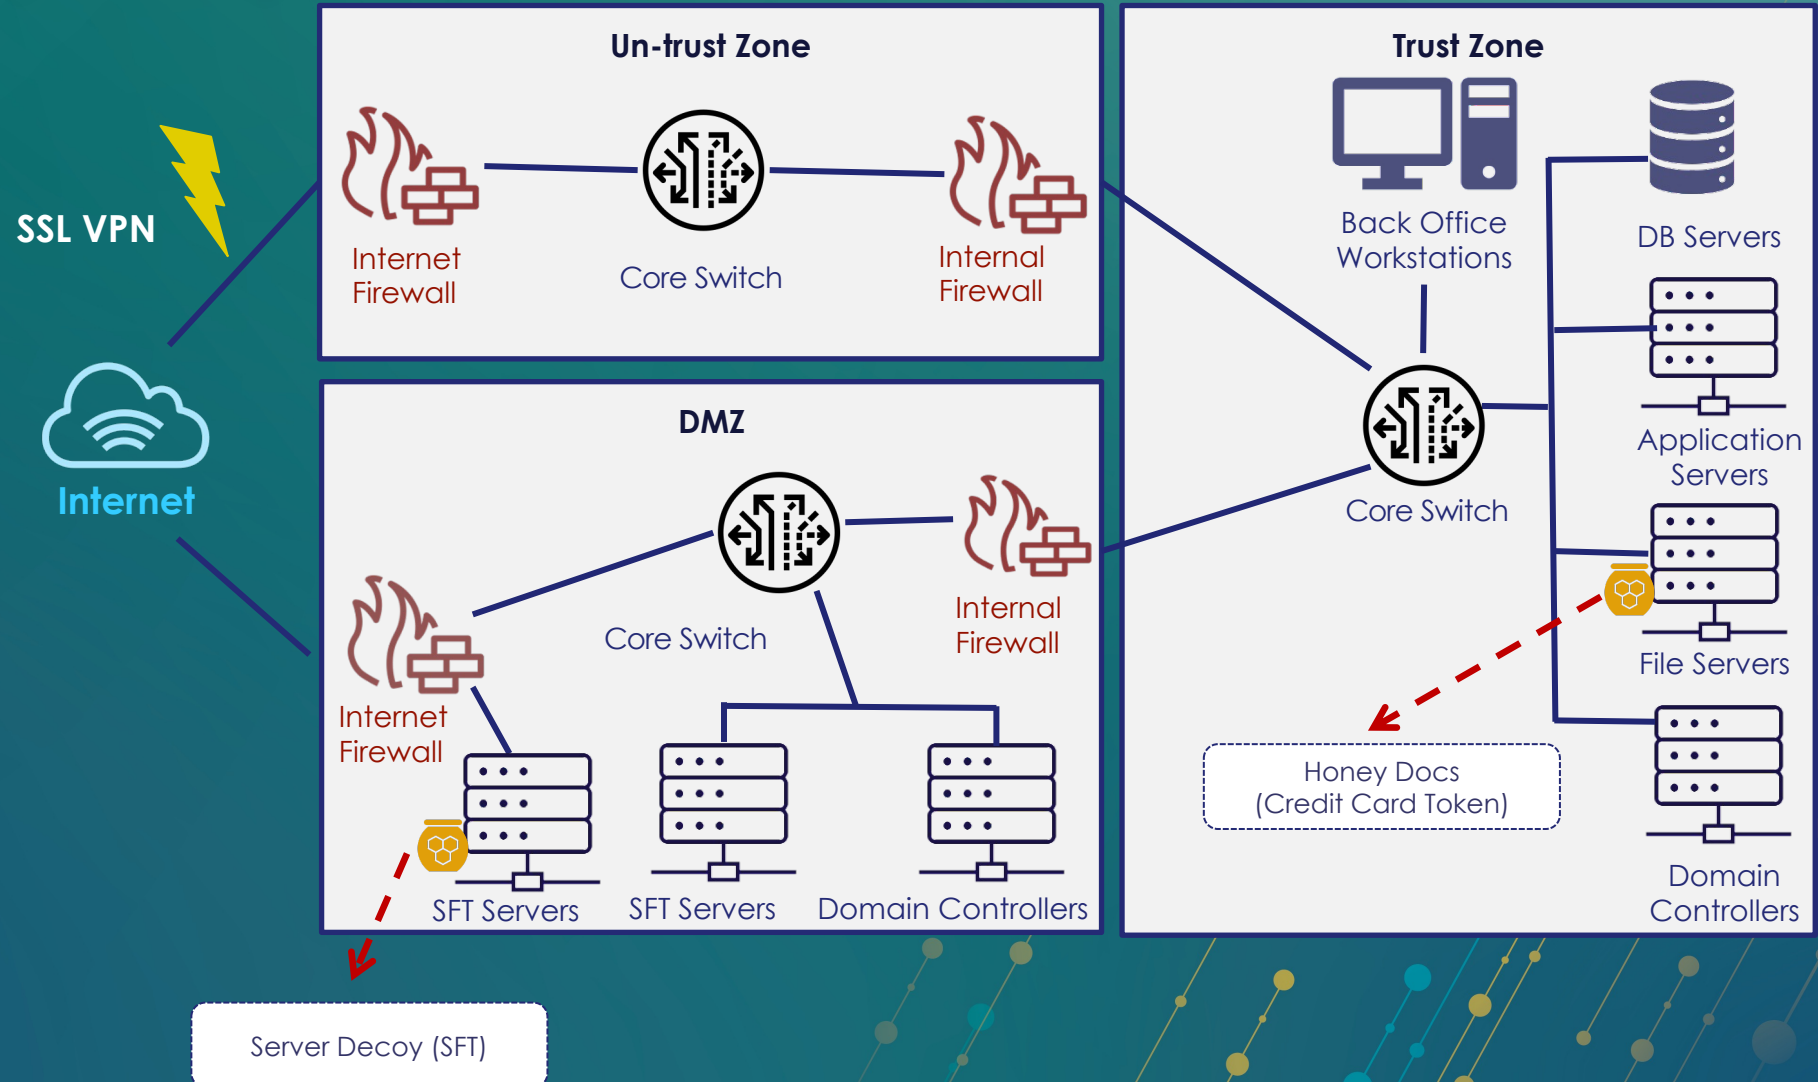 Un-trust Zone
SSL VPN
Internet
Firewall
Core Switch
Internal
Firewall
Internet
DMZ
Core Switch
Internal
Firewall
Internet
Firewall
SFT Servers
SFT Servers
Domain Controllers
Server Decoy (SFT)
Trust Zone
Back Office
Workstations
DB Servers
Application
Servers
Core Switch
File Servers
Honey Docs
(Credit Card Token)
Domain
Controllers